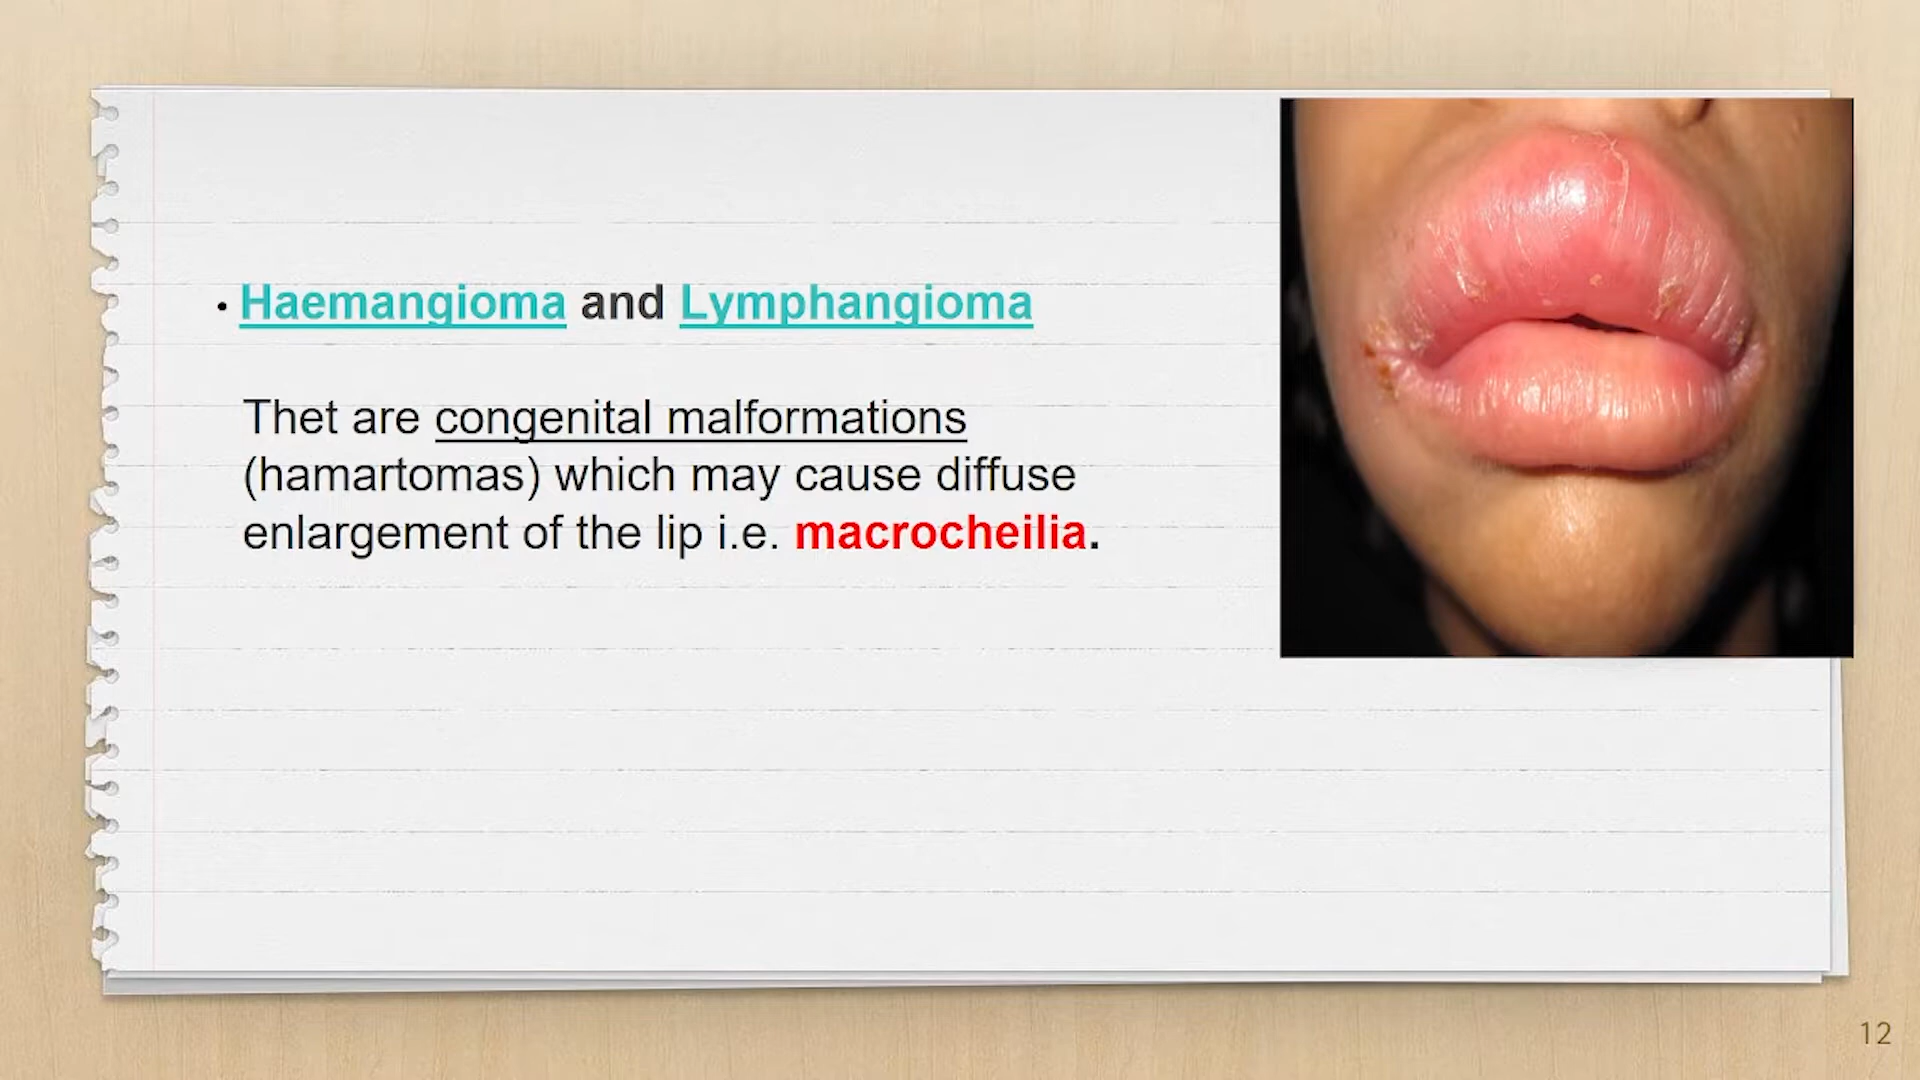 • Haemangioma and Lymphangioma
Thet are congenital malformations
(hamartomas) which may cause diffuse
enlargement of the lip i.e. macrocheilia.
12